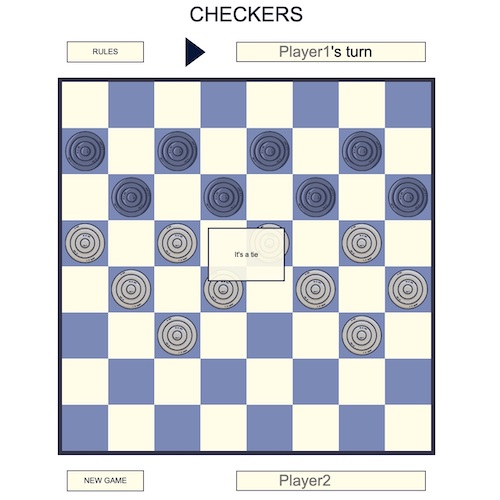 CHECKERS
RULES
Player1's turn
It's a tie
NEW GAME
Player2